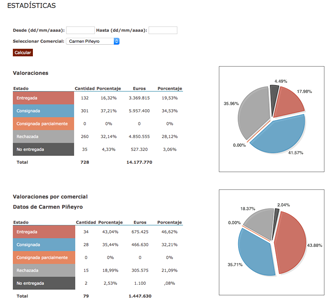 ESTADÍSTICAS
Desde (dd/mm/aaaa): Hasta (dd/mm/aaaa):
Seleccionar Comercial: Carmen Piñeyro
Calcular
Valoraciones
Estado Cantidad Porcentaje Euros Porcentaje
Entregada 132 16,32% 3.369.815 19,53%
Consignada 301 37,21% 5.957.400 34,53%
Consignada parcialmente 0 0% 0 0%
Rechazada 260 32,14% 4.850.555 28,12%
No entregada 35 4,33% 527.320 3,06%
Total 728 14.177.770
4.48%
17.98%
35.96%
0.00%
41.57%
Valoraciones por comercial
Datos de Carmen Piñeyro
Estado Cantidad Porcentaje Euros Porcentaje
Entregada 34 43,04% 675.425 46,62%
Consignada 28 35,44% 466.630 32,21%
Consignada parcialmente 0 0% 0 0%
Rechazada 15 18,99% 305.575 21,09%
No entregada 2 2,53% 1.100 ,08%
Total 79 1.447.630
2.04%
18.37%
0.00%
43.88%
35.71%